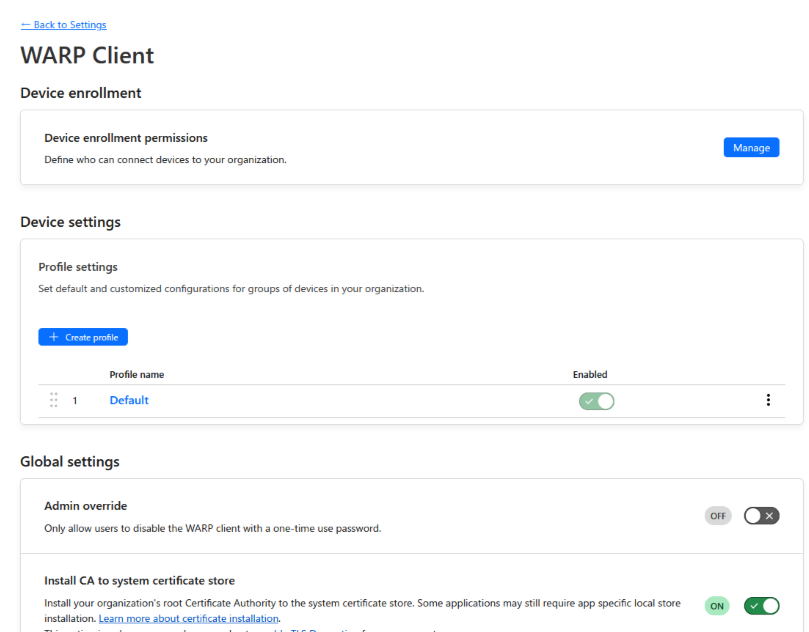 ← Back to Settings
WARP Client
Device enrollment
Device enrollment permissions
Define who can connect devices to your organization.
Manage
Device settings
Profile settings
Set default and customized configurations for groups of devices in your organization.
+ Create profile
Profile name Enabled
1 Default
Global settings
Admin override
Only allow users to disable the WARP client with a one-time use password.
OFF
Install CA to system certificate store
Install your organization's root Certificate Authority to the system certificate store. Some applications may still require app specific local store
installation. Learn more about certificate installation.
ON